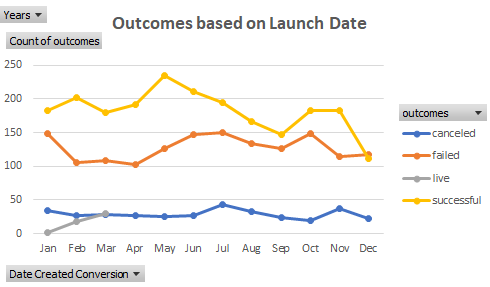 Years
Outcomes based on Launch Date
Count of outcomes
250
200
150
100
50
0
Jan Feb Mar Apr May Jun Jul Aug Sep Oct Nov Dec
outcomes
canceled
failed
live
successful
Date Created Conversion